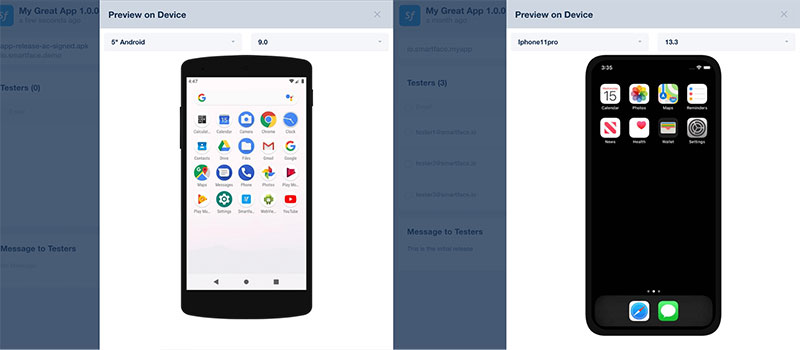 My Great App 1.0.0
a few seconds ago
app-release-ac-signed.apk
io.smartface.demo
Testers (0)
Message to Testers
No Message
Preview on Device
5" Android
9.0
4:47
Calculat...
Calendar
Camera
Chrome
Clock
Contacts
Drive
Files
Gmail
Google
Maps
Messages
Phone
Photos
Play Mo...
Play Mu...
Settings
Smartfa...
WebVie...
YouTube
My Great App 1.0.0
a month ago
io.smartface.myapp
Testers (3)
Email
tester1@smartface.io
tester2@smartface.io
tester3@smartface.io
Message to Testers
This is the initial release
Preview on Device
Iphone11pro
13.3
3:35
WEDNESDAY
15
Calendar
Photos
Maps
Reminders
News
Health
Wallet
Settings